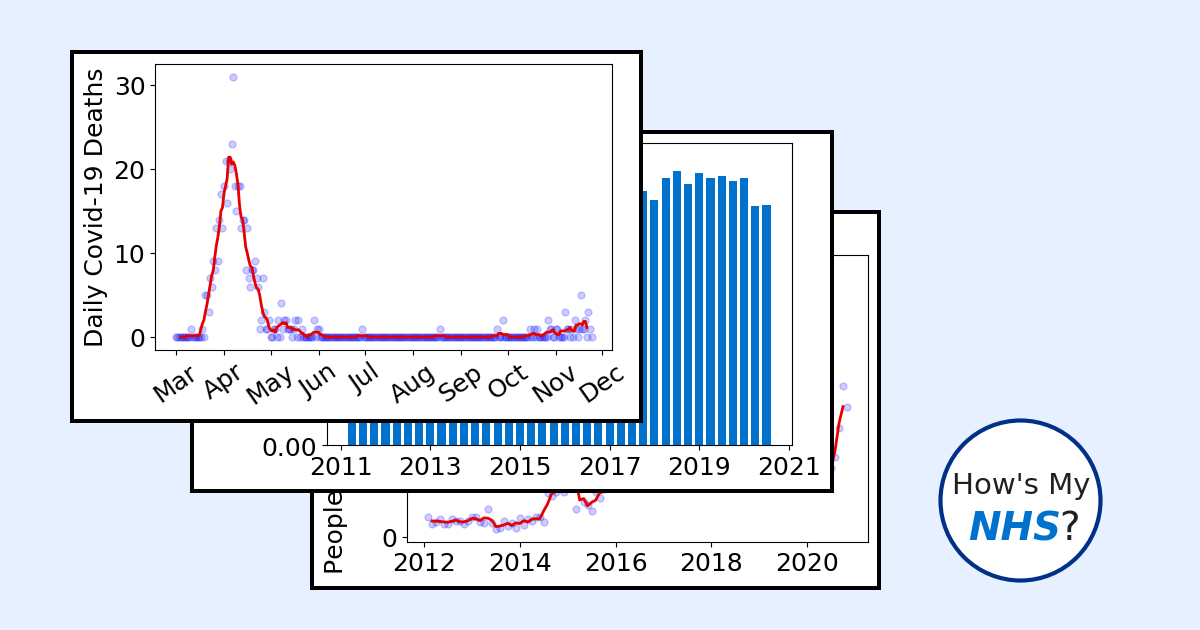 Daily Covid-19 Deaths
30
20
10
0
Mar Apr May Jun Jul Aug Sep Oct Nov Dec
0.00
2011 2013 2015 2017 2019 2021
People
0
2012 2014 2016 2018 2020
How's My
NHS?